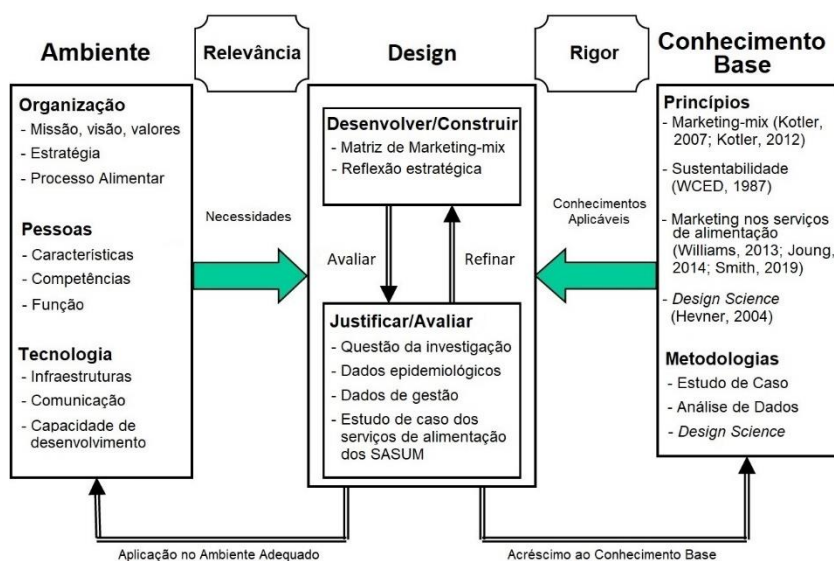 Ambiente
Relevância
Design
Rigor
Conhecimento
Base
Organização
- Missão, visão, valores
- Estratégia
- Processo Alimentar
Pessoas
- Características
- Competências
- Função
Tecnologia
- Infraestruturas
- Comunicação
- Capacidade de
desenvolvimento
Necessidades
Desenvolver/Construir
- Matriz de Marketing-mix
- Reflexão estratégica
Avaliar
Refinar
Justificar/Avaliar
- Questão da investigação
- Dados epidemiológicos
- Dados de gestão
- Estudo de caso dos
serviços de alimentação
dos SASUM
Conhecimentos
Aplicáveis
Princípios
- Marketing-mix (Kotler,
2007; Kotler, 2012)
- Sustentabilidade
(WCED, 1987)
- Marketing nos serviços
de alimentação
(Williams, 2013; Joung,
2014; Smith, 2019)
- Design Science
(Hevner, 2004)
Metodologias
- Estudo de Caso
- Análise de Dados
- Design Science
Aplicação no Ambiente Adequado
Acréscimo ao Conhecimento Base